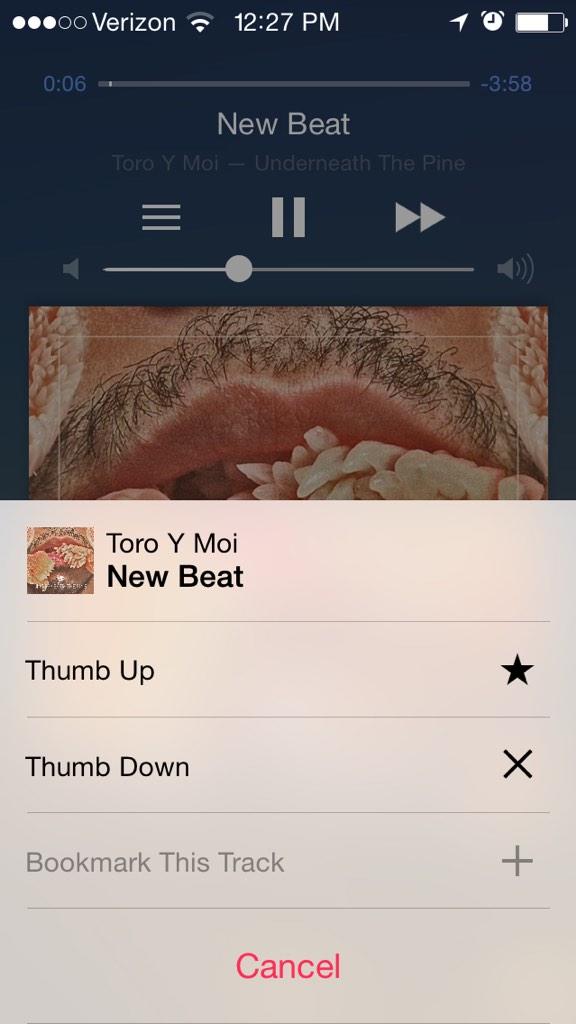 Verizon 12:27 PM
0:06 -3:58
New Beat
Toro Y Moi — Underneath The Pine
Toro Y Moi
New Beat
Thumb Up
Thumb Down
Bookmark This Track
Cancel